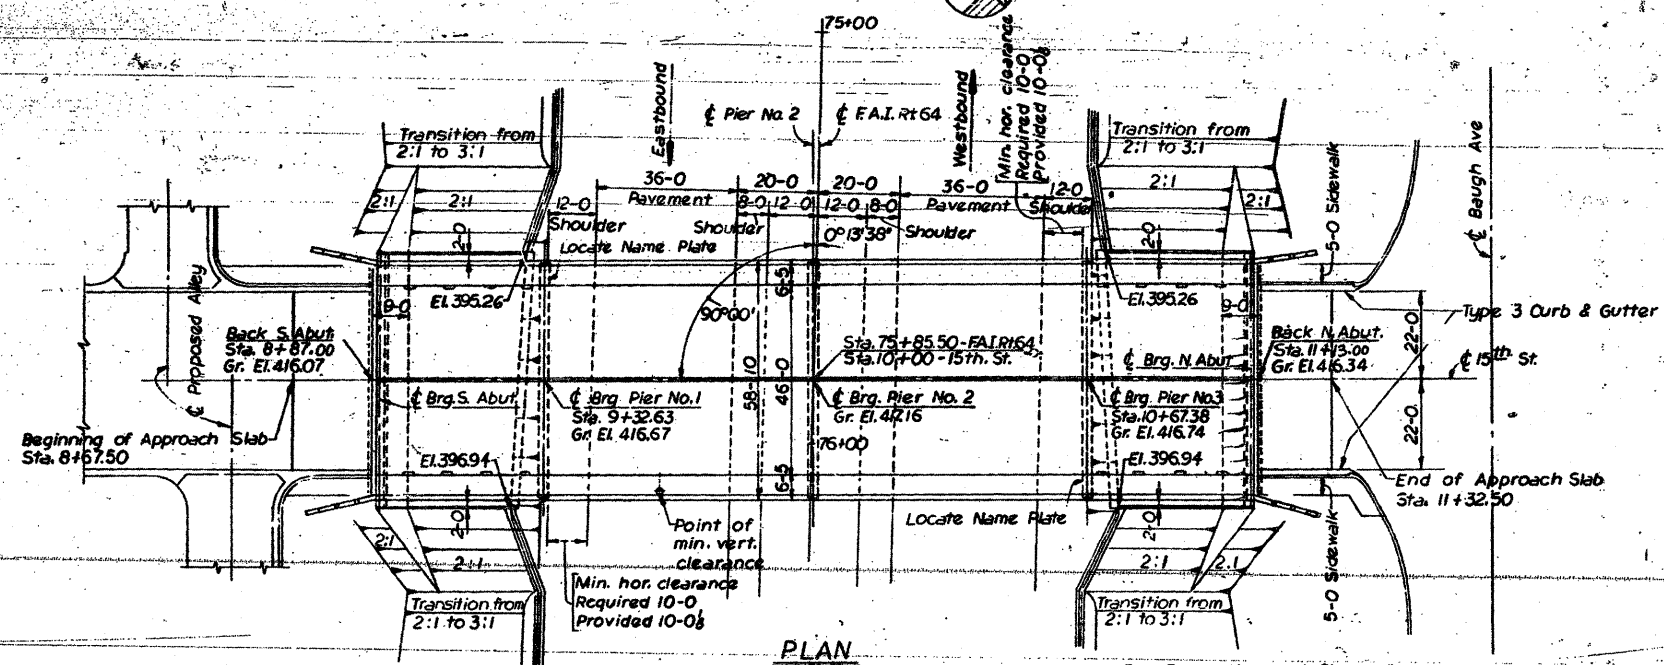 75+00
Eastbound
℄ Pier No. 2
℄ F.A.I. Rt 64
Westbound
Min. hor. clearance
Required 10-0
Provided 10-0⅛
Transition from
2:1 to 3:1
Transition from
2:1 to 3:1
℄ Baugh Ave
5-0 Sidewalk
36-0
Pavement
20-0
20-0
36-0
Pavement
12-0
Shoulder
2:1
2:1
2:1
2:1
12-0
Shoulder
8-0
12-0
12-0
8-0
Shoulder
Shoulder
0°13'38"
2-0
2-0
Locate Name Plate
℄ Proposed Alley
9-0
El. 395.26
90°00'
6-5
El. 395.26
9-0
Type 3 Curb & Gutter
Back S. Abut.
Sta. 8+87.00
Gr. El. 416.07
Sta. 75+85.50-F.A.I. Rt 64
Sta. 10+00-15th. St.
℄ Brg. N. Abut
Back N. Abut.
Sta. 11+13.00
Gr. El. 416.34
22-0
℄ 15th St.
℄ Brg. S. Abut.
℄ Brg. Pier No. 1
Sta. 9+32.63
Gr. El. 416.67
58-10
46-0
℄ Brg. Pier No. 2
Gr. El. 417.16
℄ Brg. Pier No. 3
Sta. 10+67.38
Gr. El. 416.74
22-0
Beginning of Approach Slab
Sta. 8+67.50
76+00
El. 396.94
El. 396.94
6-5
End of Approach Slab
Sta. 11+32.50
2-0
2-0
Locate Name Plate
Point of
min. vert.
clearance
2:1
2:1
2:1
2:1
Min. hor. clearance
Required 10-0
Provided 10-0⅛
5-0 Sidewalk
Transition from
2:1 to 3:1
Transition from
2:1 to 3:1
PLAN